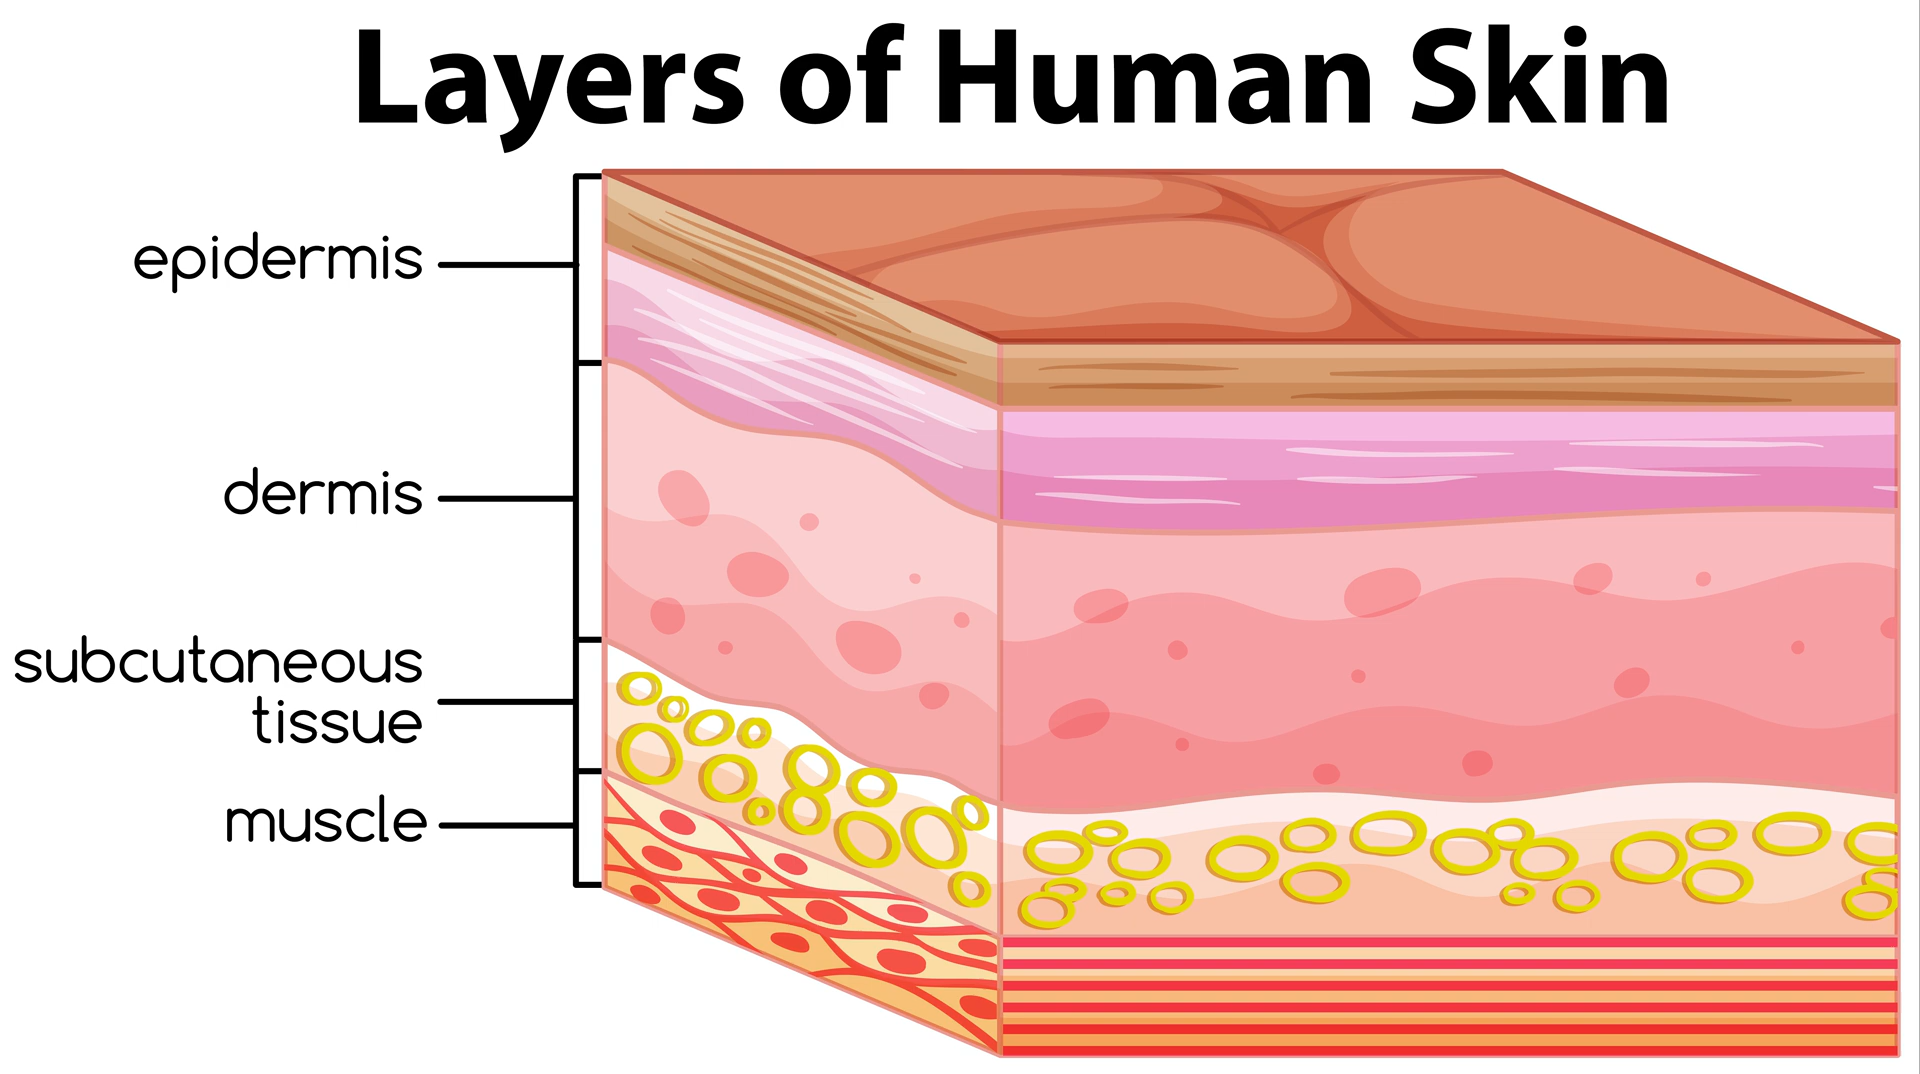 Layers of Human Skin
epidermis
dermis
subcutaneous
tissue
muscle